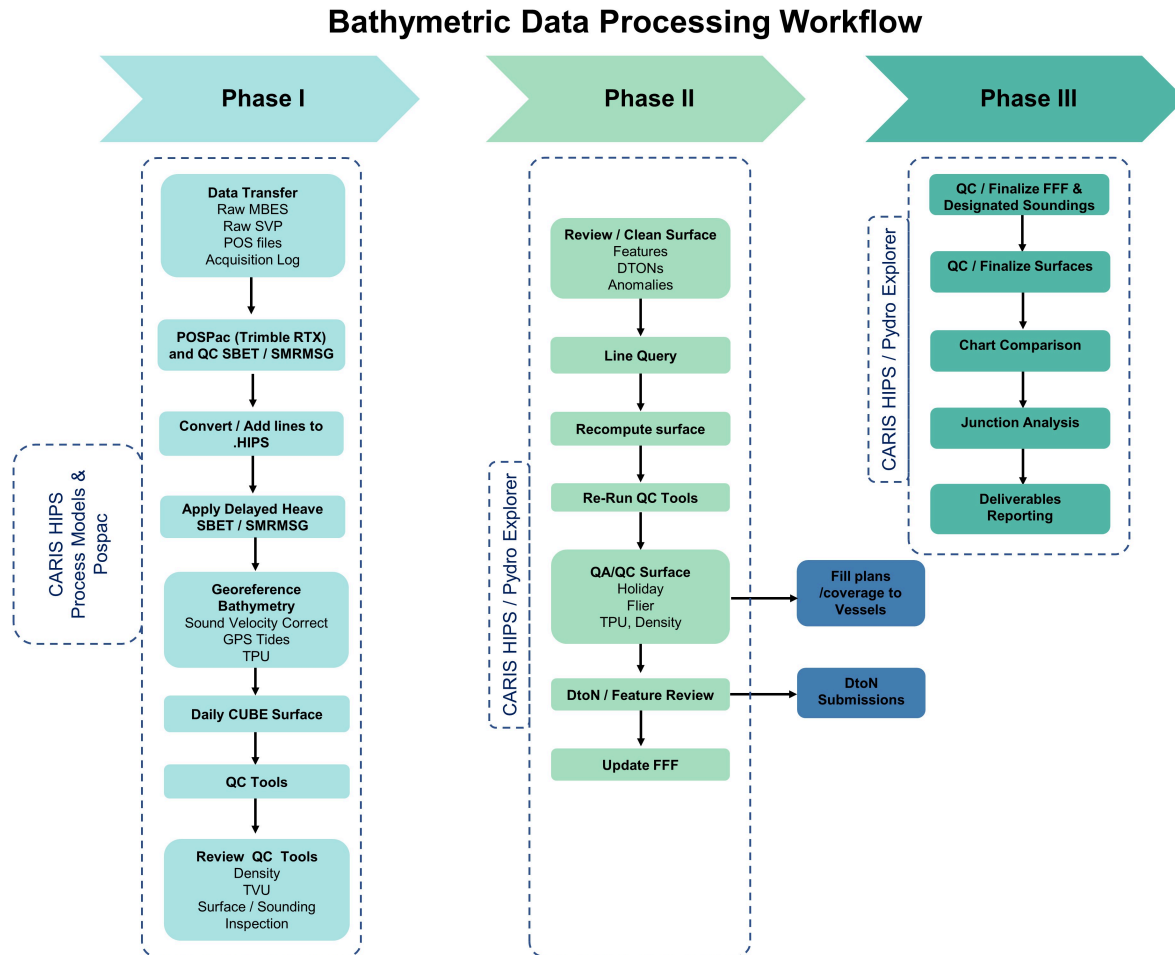 Bathymetric Data Processing Workflow
Phase I
Phase II
Phase III
CARIS HIPS
Process Models &
Pospac
Data Transfer
Raw MBES
Raw SVP
POS files
Acquisition Log
POSPac (Trimble RTX)
and QC SBET / SMRMSG
Convert / Add lines to
.HIPS
Apply Delayed Heave
SBET / SMRMSG
Georeference
Bathymetry
Sound Velocity Correct
GPS Tides
TPU
Daily CUBE Surface
QC Tools
Review QC Tools
Density
TVU
Surface / Sounding
Inspection
CARIS HIPS / Pydro Explorer
Review / Clean Surface
Features
DTONs
Anomalies
Line Query
Recompute surface
Re-Run QC Tools
QA/QC Surface
Holiday
Flier
TPU, Density
Fill plans
/coverage to
Vessels
DtoN / Feature Review
DtoN
Submissions
Update FFF
CARIS HIPS / Pydro Explorer
QC / Finalize FFF &
Designated Soundings
QC / Finalize Surfaces
Chart Comparison
Junction Analysis
Deliverables
Reporting